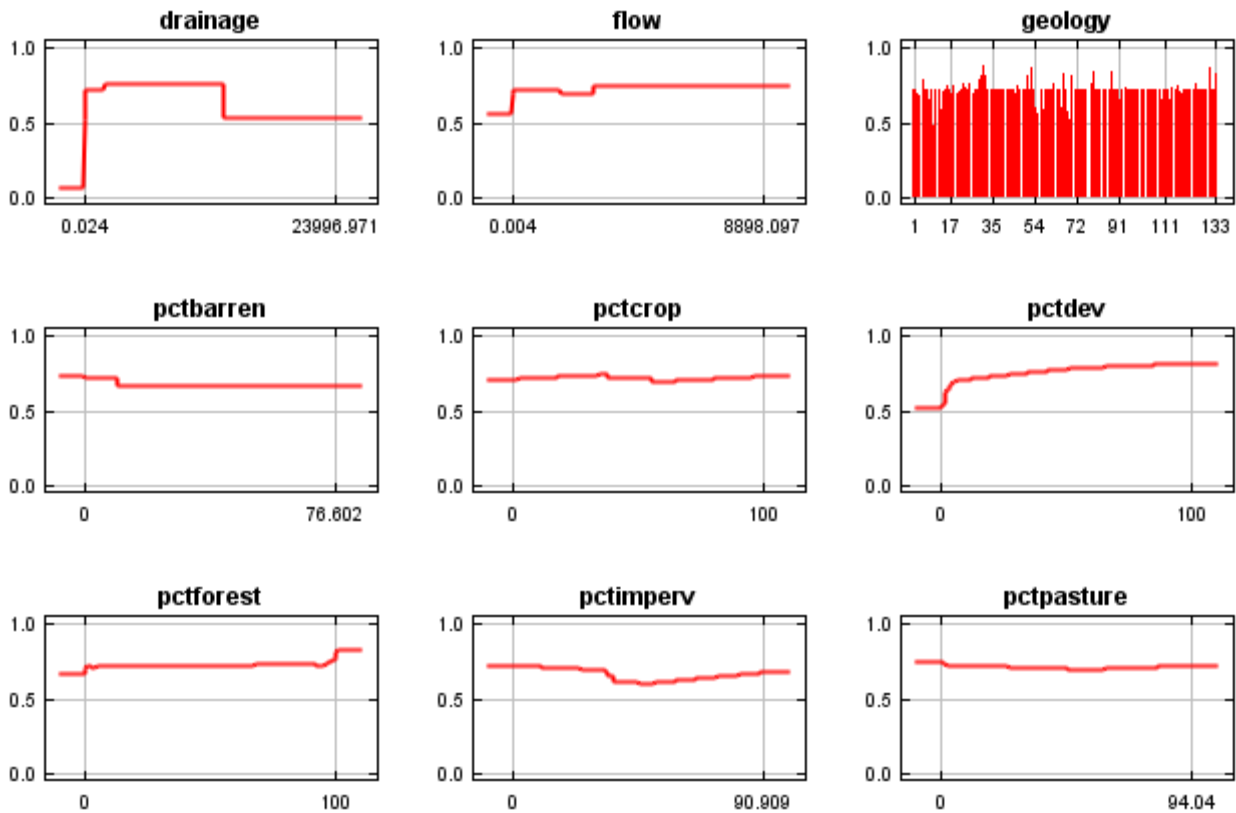 drainage flow geology
1.0 1.0 1.0
0.5 0.5 0.5
0.0 0.0 0.0
0.024 23996.971 0.004 8898.097 1 17 35 54 72 91 111 133
pctbarren pctcrop pctdev
1.0 1.0 1.0
0.5 0.5 0.5
0.0 0.0 0.0
0 76.602 0 100 0 100
pctforest pctimperv pctpasture
1.0 1.0 1.0
0.5 0.5 0.5
0.0 0.0 0.0
0 100 0 90.909 0 94.04